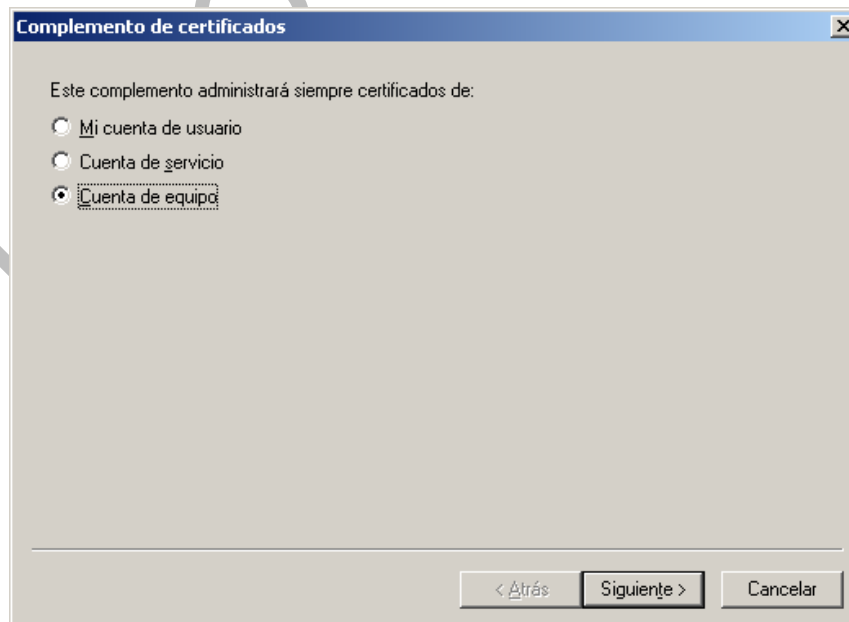 Complemento de certificados
Este complemento administrará siempre certificados de:
Mi cuenta de usuario
Cuenta de servicio
Cuenta de equipo
< Atrás
Siguiente >
Cancelar